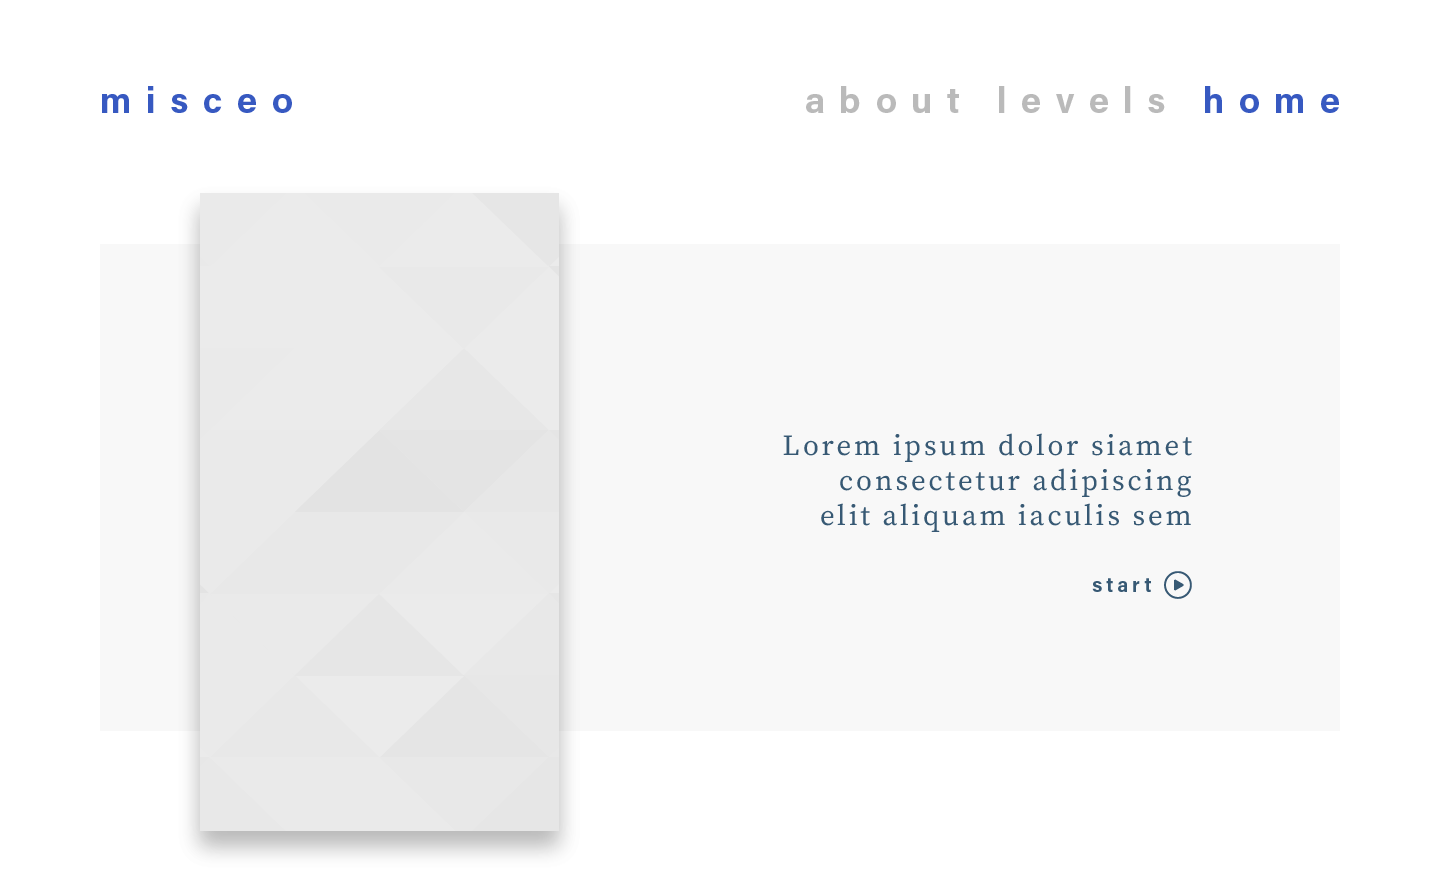 misceo
about levels home
Lorem ipsum dolor siamet
consectetur adipiscing
elit aliquam iaculis sem
start